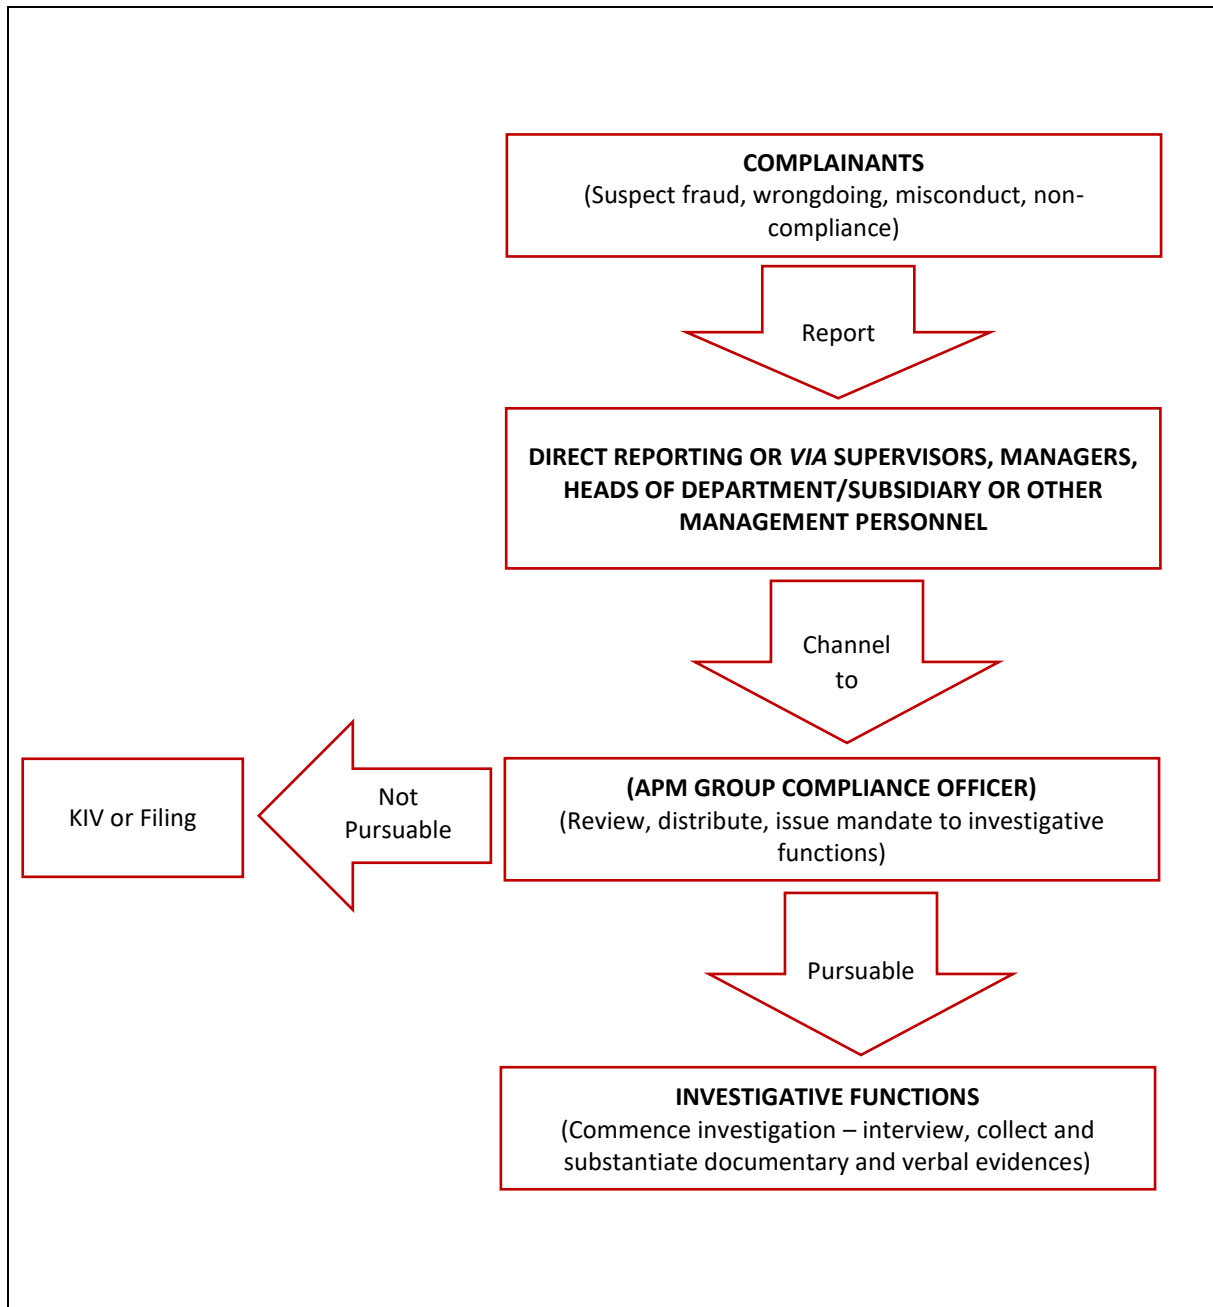 COMPLAINANTS
(Suspect fraud, wrongdoing, misconduct, non-
compliance)
Report
DIRECT REPORTING OR VIA SUPERVISORS, MANAGERS,
HEADS OF DEPARTMENT/SUBSIDIARY OR OTHER
MANAGEMENT PERSONNEL
Channel
to
KIV or Filing
Not
Pursuable
(APM GROUP COMPLIANCE OFFICER)
(Review, distribute, issue mandate to investigative
functions)
Pursuable
INVESTIGATIVE FUNCTIONS
(Commence investigation – interview, collect and
substantiate documentary and verbal evidences)